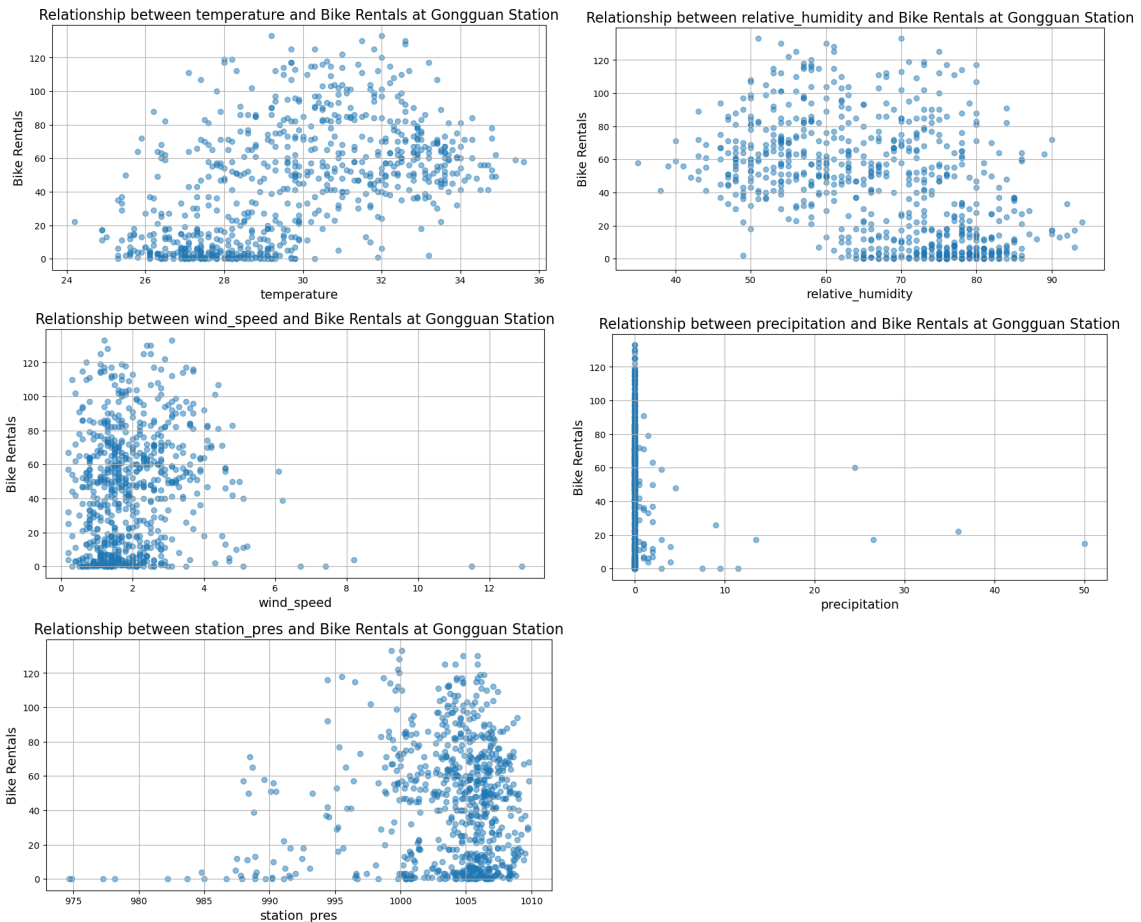 Relationship between temperature and Bike Rentals at Gongguan Station
Bike Rentals
120
100
80
60
40
20
0
24 26 28 30 32 34 36
temperature
Relationship between relative_humidity and Bike Rentals at Gongguan Station
Bike Rentals
120
100
80
60
40
20
0
40 50 60 70 80 90
relative_humidity
Relationship between wind_speed and Bike Rentals at Gongguan Station
Bike Rentals
120
100
80
60
40
20
0
0 2 4 6 8 10 12
wind_speed
Relationship between precipitation and Bike Rentals at Gongguan Station
Bike Rentals
120
100
80
60
40
20
0
0 10 20 30 40 50
precipitation
Relationship between station_pres and Bike Rentals at Gongguan Station
Bike Rentals
120
100
80
60
40
20
0
975 980 985 990 995 1000 1005 1010
station_pres